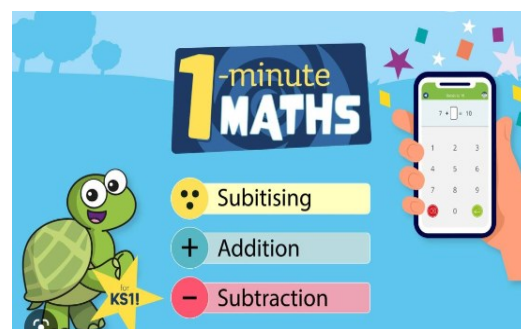 1-minute
MATHS
Subitising
+ Addition
- Subtraction
for
KS1!
7 + = 10
1 2 3
4 5 6
7 8 9
0